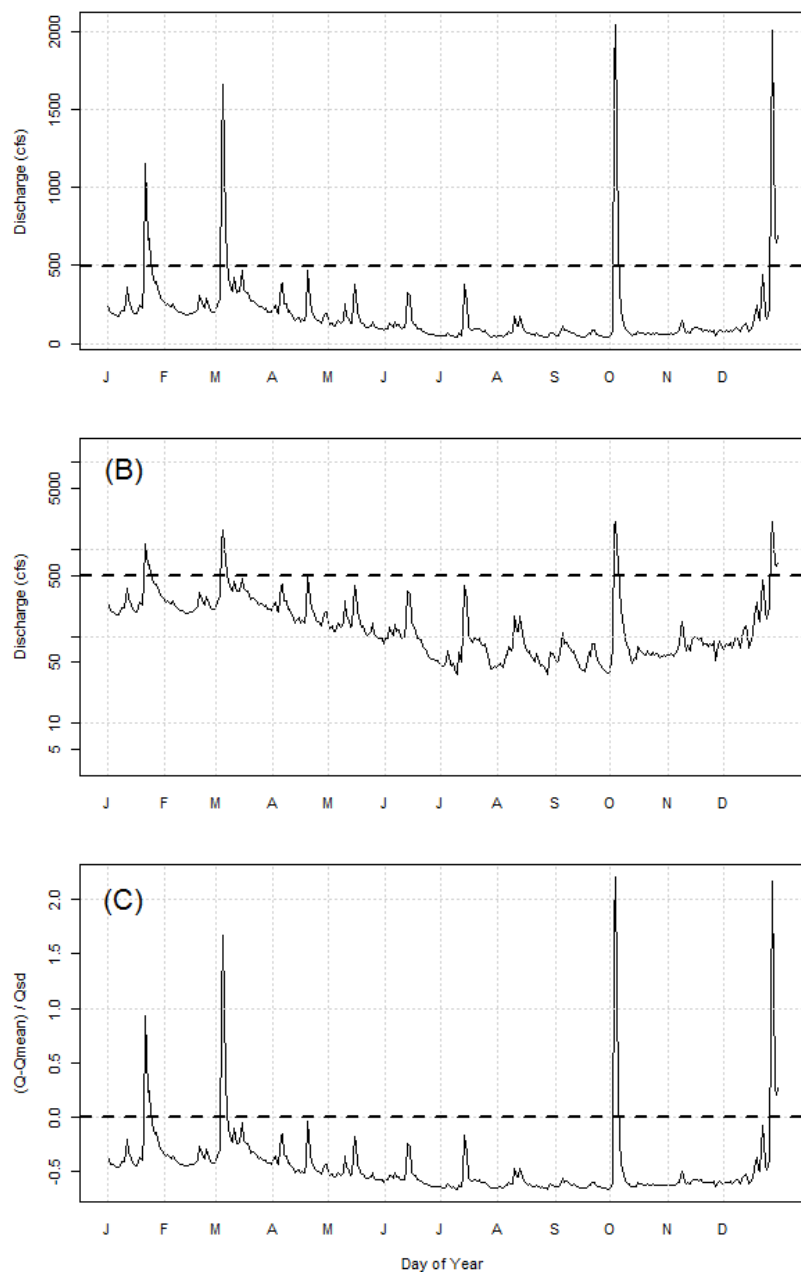 Discharge (cfs)
2000
1500
1000
500
0
J F M A M J J A S O N D
(B)
Discharge (cfs)
5000
500
50
10
5
J F M A M J J A S O N D
(C)
(Q-Qmean) / Qsd
2.0
1.5
1.0
0.5
0.0
-0.5
J F M A M J J A S O N D
Day of Year